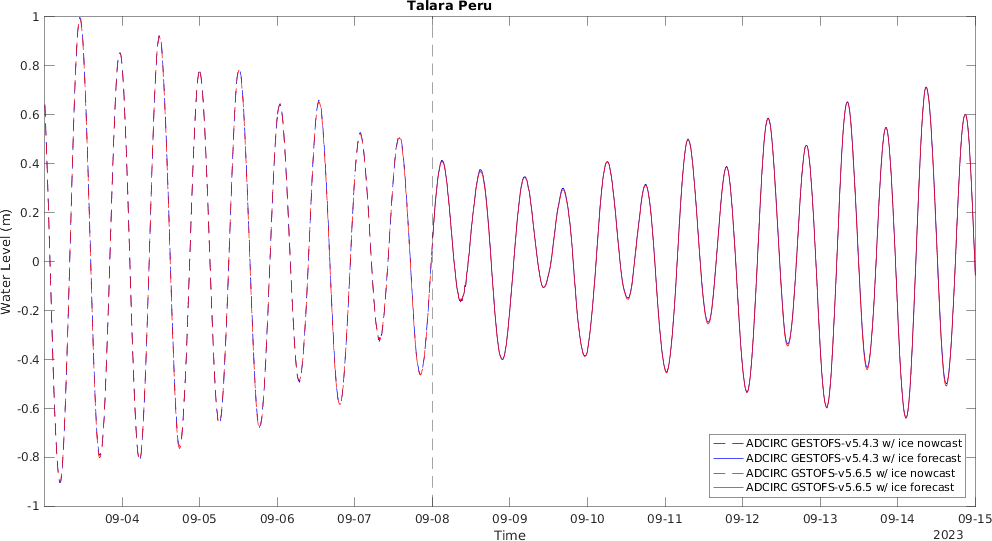 Talara Peru
1
0.8
0.6
0.4
0.2
0
-0.2
-0.4
-0.6
-0.8
-1
Water Level (m)
09-04 09-05 09-06 09-07 09-08 09-09 09-10 09-11 09-12 09-13 09-14 09-15
Time
2023
ADCIRC GESTOFS-v5.4.3 w/ ice nowcast
ADCIRC GESTOFS-v5.4.3 w/ ice forecast
ADCIRC GSTOFS-v5.6.5 w/ ice nowcast
ADCIRC GSTOFS-v5.6.5 w/ ice forecast